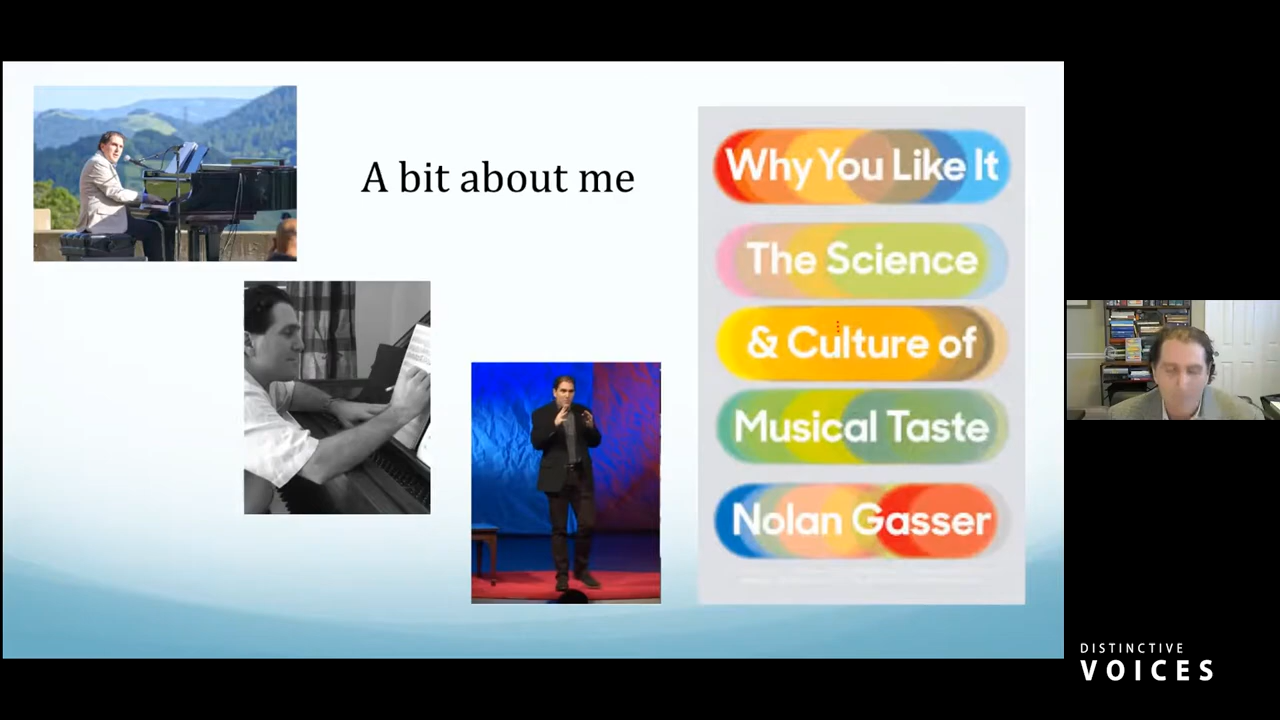 A bit about me
Why You Like It
The Science
& Culture of
Musical Taste
Nolan Gasser
DISTINCTIVE
VOICES